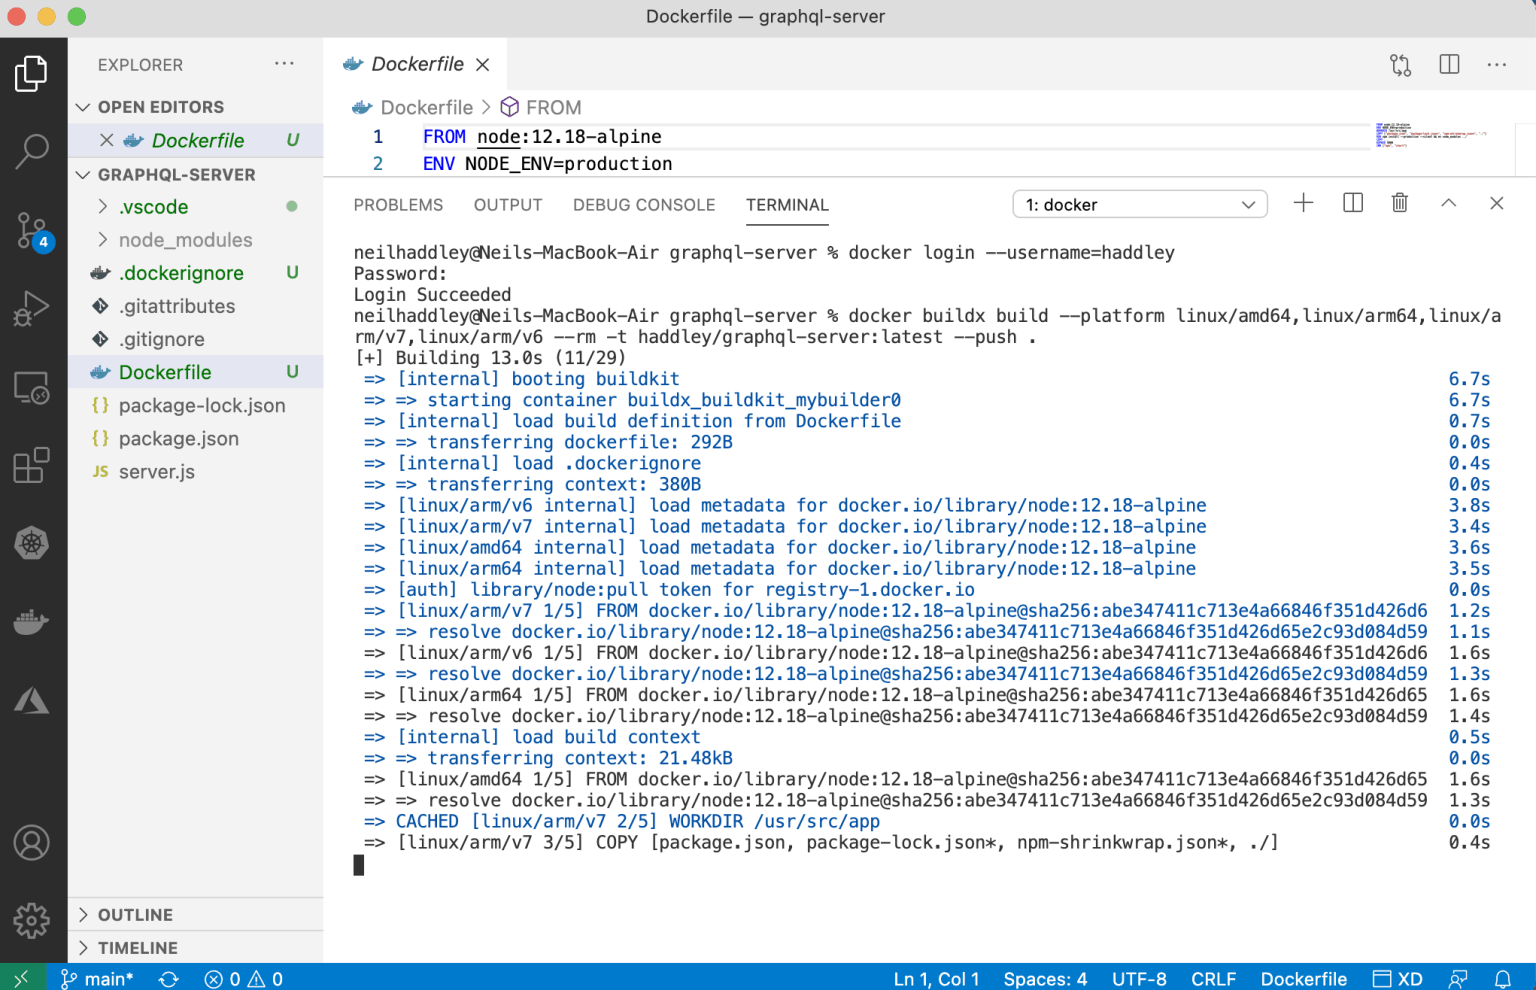 Dockerfile — graphql-server
EXPLORER
OPEN EDITORS
Dockerfile U
GRAPHQL-SERVER
.vscode
node_modules
.dockerignore U
.gitattributes
.gitignore
Dockerfile U
{} package-lock.json
{} package.json
JS server.js
OUTLINE
TIMELINE
4
Dockerfile
Dockerfile > FROM
1 FROM node:12.18-alpine
2 ENV NODE_ENV=production
PROBLEMS OUTPUT DEBUG CONSOLE TERMINAL 1: docker
neilhaddley@Neils-MacBook-Air graphql-server % docker login --username=haddley
Password:
Login Succeeded
neilhaddley@Neils-MacBook-Air graphql-server % docker buildx build --platform linux/amd64,linux/arm64,linux/a
rm/v7,linux/arm/v6 --rm -t haddley/graphql-server:latest --push .
[+] Building 13.0s (11/29)
=> [internal] booting buildkit 6.7s
=> => starting container buildx_buildkit_mybuilder0 6.7s
=> [internal] load build definition from Dockerfile 0.7s
=> => transferring dockerfile: 292B 0.0s
=> [internal] load .dockerignore 0.4s
=> => transferring context: 380B 0.0s
=> [linux/arm/v6 internal] load metadata for docker.io/library/node:12.18-alpine 3.8s
=> [linux/arm/v7 internal] load metadata for docker.io/library/node:12.18-alpine 3.4s
=> [linux/amd64 internal] load metadata for docker.io/library/node:12.18-alpine 3.6s
=> [linux/arm64 internal] load metadata for docker.io/library/node:12.18-alpine 3.5s
=> [auth] library/node:pull token for registry-1.docker.io 0.0s
=> [linux/arm/v7 1/5] FROM docker.io/library/node:12.18-alpine@sha256:abe347411c713e4a66846f351d426d6 1.2s
=> => resolve docker.io/library/node:12.18-alpine@sha256:abe347411c713e4a66846f351d426d65e2c93d084d59 1.1s
=> [linux/arm/v6 1/5] FROM docker.io/library/node:12.18-alpine@sha256:abe347411c713e4a66846f351d426d6 1.6s
=> => resolve docker.io/library/node:12.18-alpine@sha256:abe347411c713e4a66846f351d426d65e2c93d084d59 1.3s
=> [linux/arm64 1/5] FROM docker.io/library/node:12.18-alpine@sha256:abe347411c713e4a66846f351d426d65 1.6s
=> => resolve docker.io/library/node:12.18-alpine@sha256:abe347411c713e4a66846f351d426d65e2c93d084d59 1.4s
=> [internal] load build context 0.5s
=> => transferring context: 21.48kB 0.0s
=> [linux/amd64 1/5] FROM docker.io/library/node:12.18-alpine@sha256:abe347411c713e4a66846f351d426d65 1.6s
=> => resolve docker.io/library/node:12.18-alpine@sha256:abe347411c713e4a66846f351d426d65e2c93d084d59 1.3s
=> CACHED [linux/arm/v7 2/5] WORKDIR /usr/src/app 0.0s
=> [linux/arm/v7 3/5] COPY [package.json, package-lock.json*, npm-shrinkwrap.json*, ./] 0.4s
main* 0 0 Ln 1, Col 1 Spaces: 4 UTF-8 CRLF Dockerfile XD